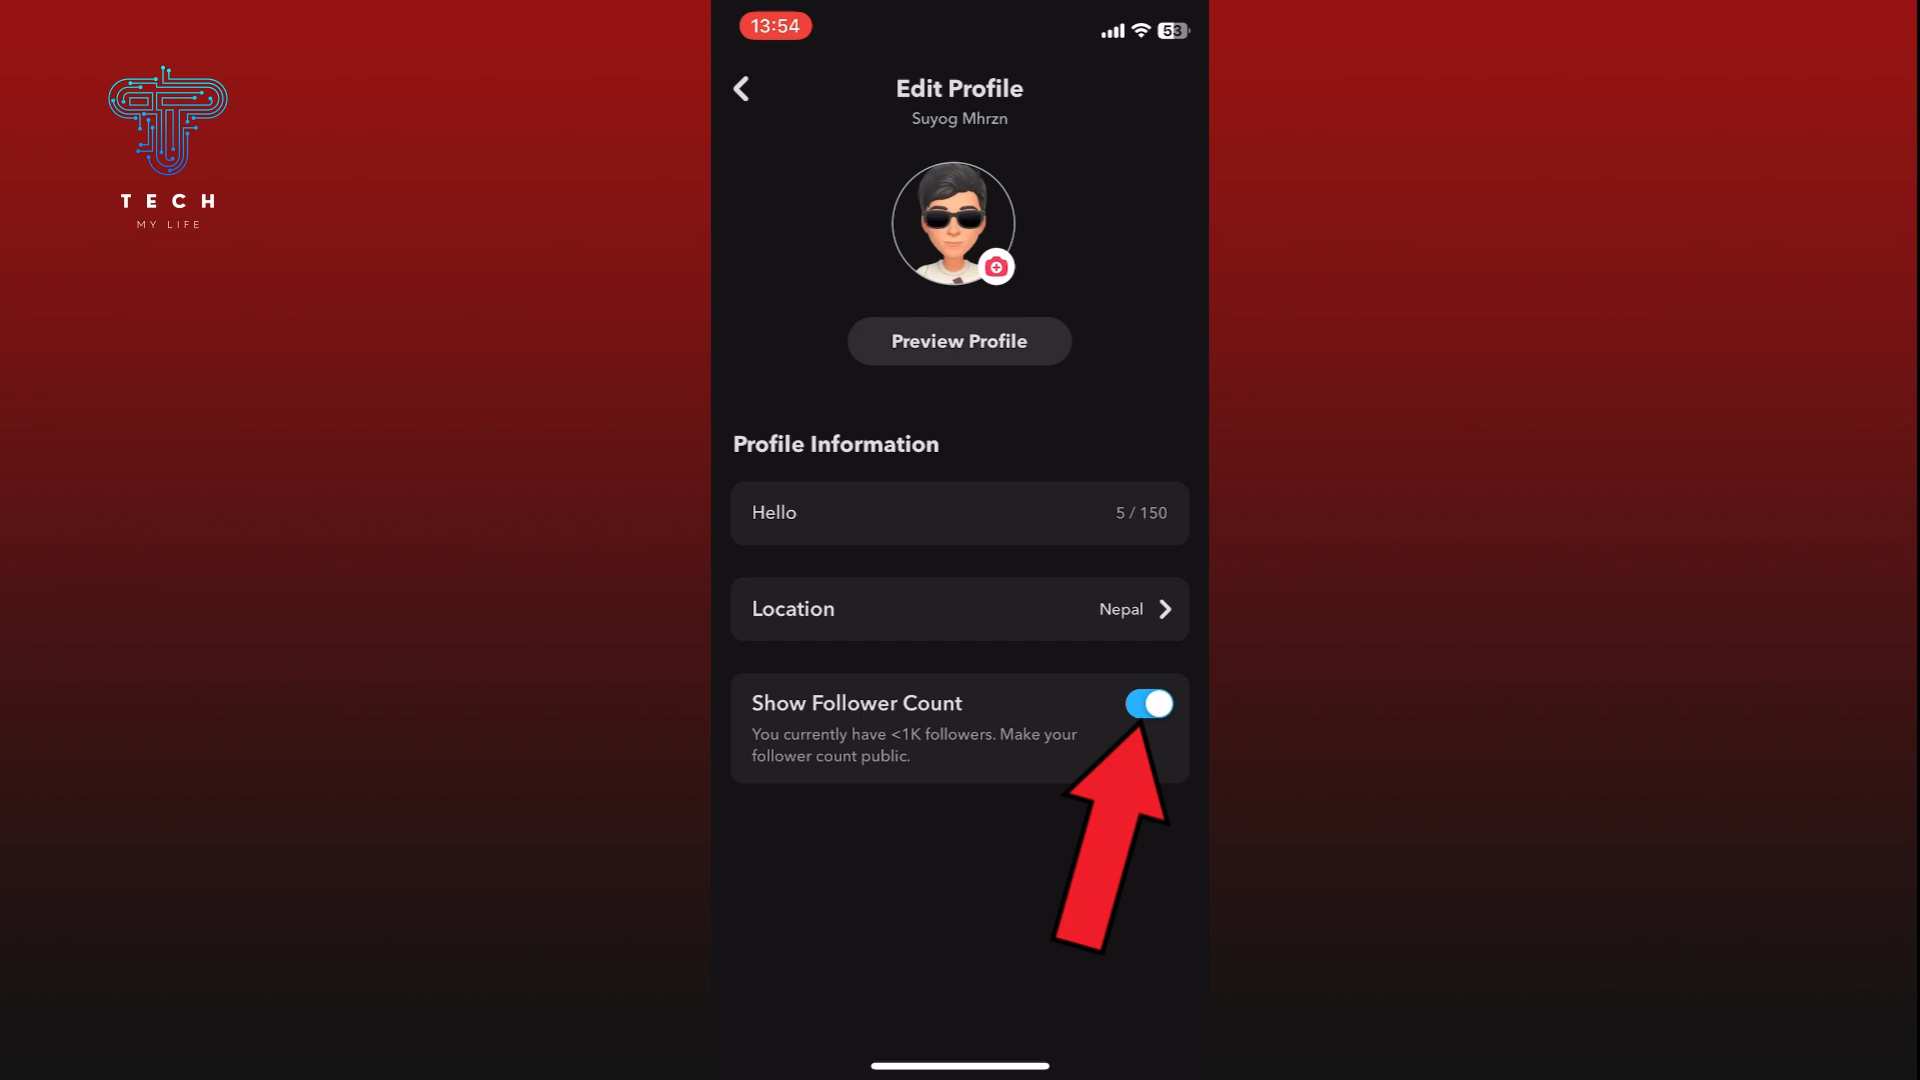 TECH
MY LIFE
13:54
53
Edit Profile
Suyog Mhrzn
Preview Profile
Profile Information
Hello
5 / 150
Location
Nepal
Show Follower Count
You currently have <1K followers. Make your
follower count public.